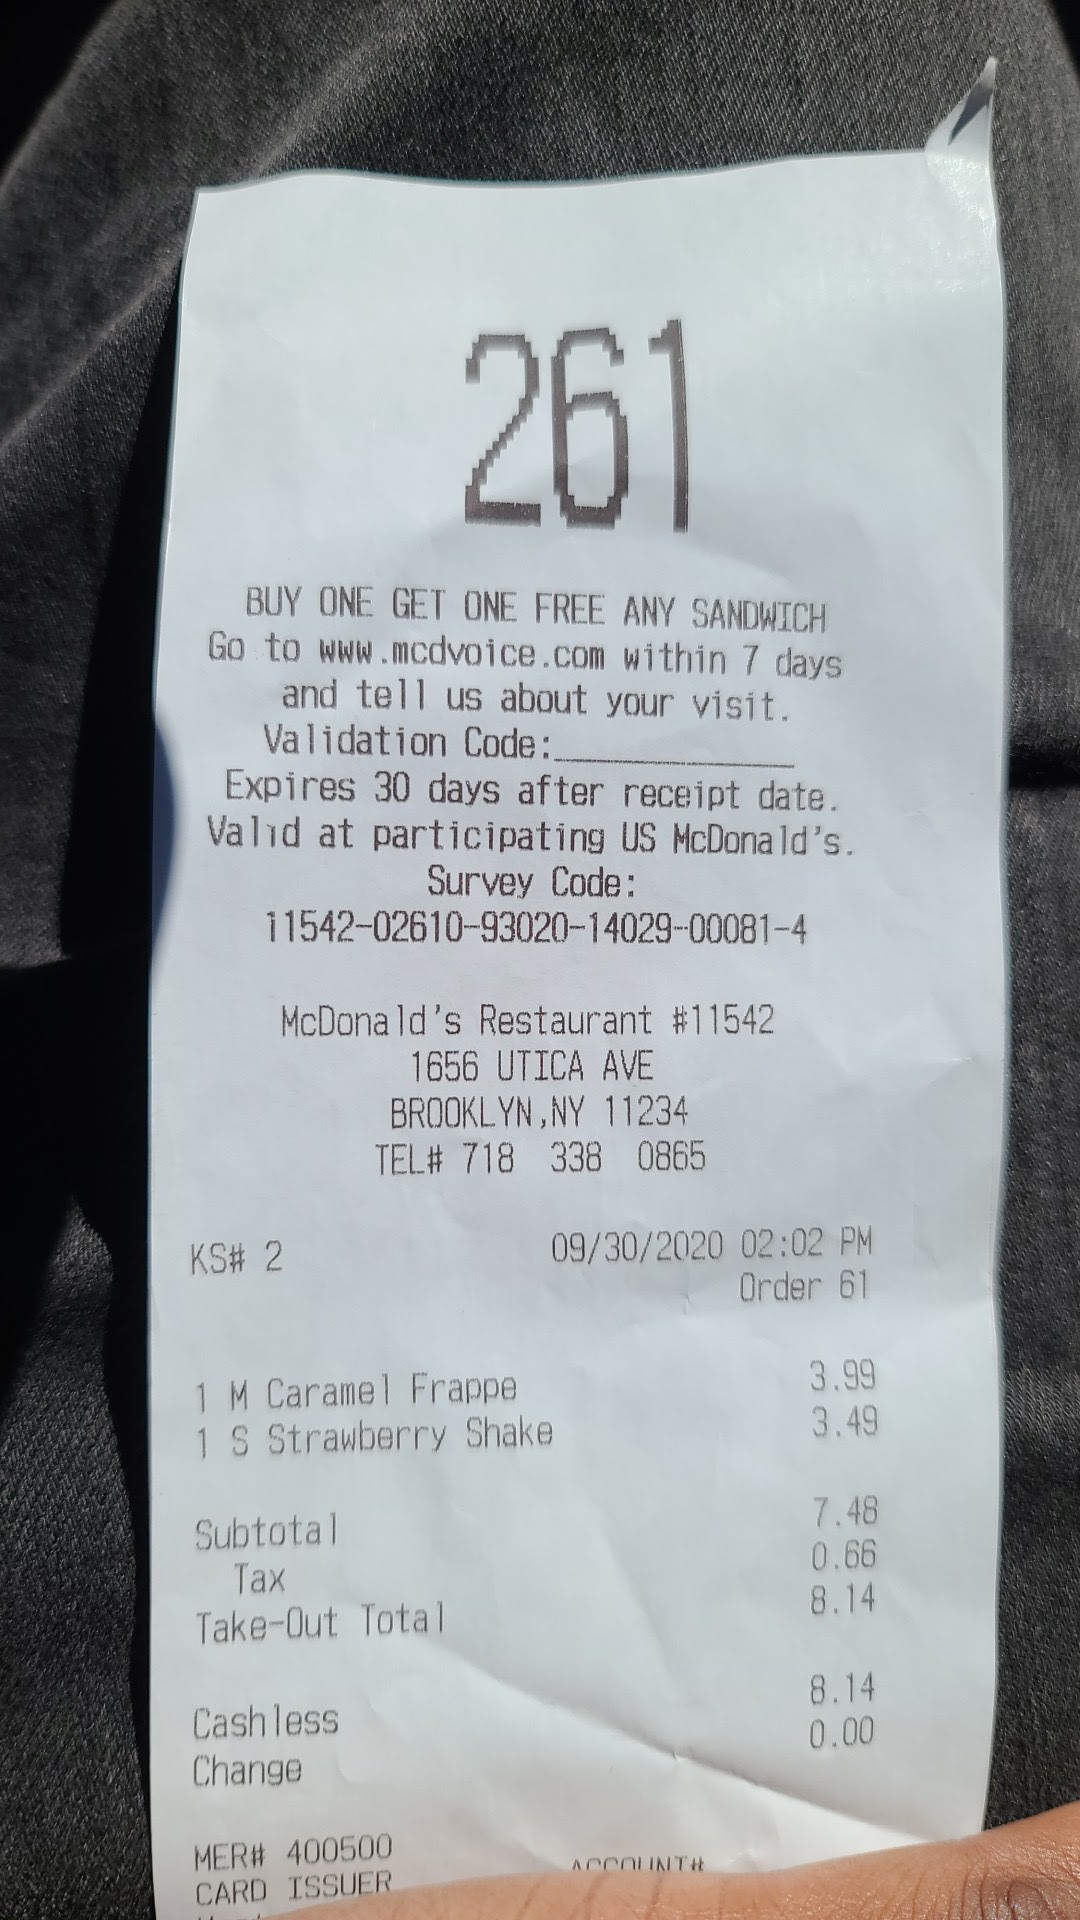 261
BUY ONE GET ONE FREE ANY SANDWICH
Go to www.mcdvoice.com within 7 days
and tell us about your visit.
Validation Code:____________
Expires 30 days after receipt date.
Valid at participating US McDonald's.
Survey Code:
11542-02610-93020-14029-00081-4
McDonald's Restaurant #11542
1656 UTICA AVE
BROOKLYN,NY 11234
TEL# 718 338 0865
KS# 2 09/30/2020 02:02 PM
Order 61
1 M Caramel Frappe 3.99
1 S Strawberry Shake 3.49
Subtotal 7.48
Tax 0.66
Take-Out Total 8.14
Cashless 8.14
Change 0.00
MER# 400500
CARD ISSUER ACCOUNT#